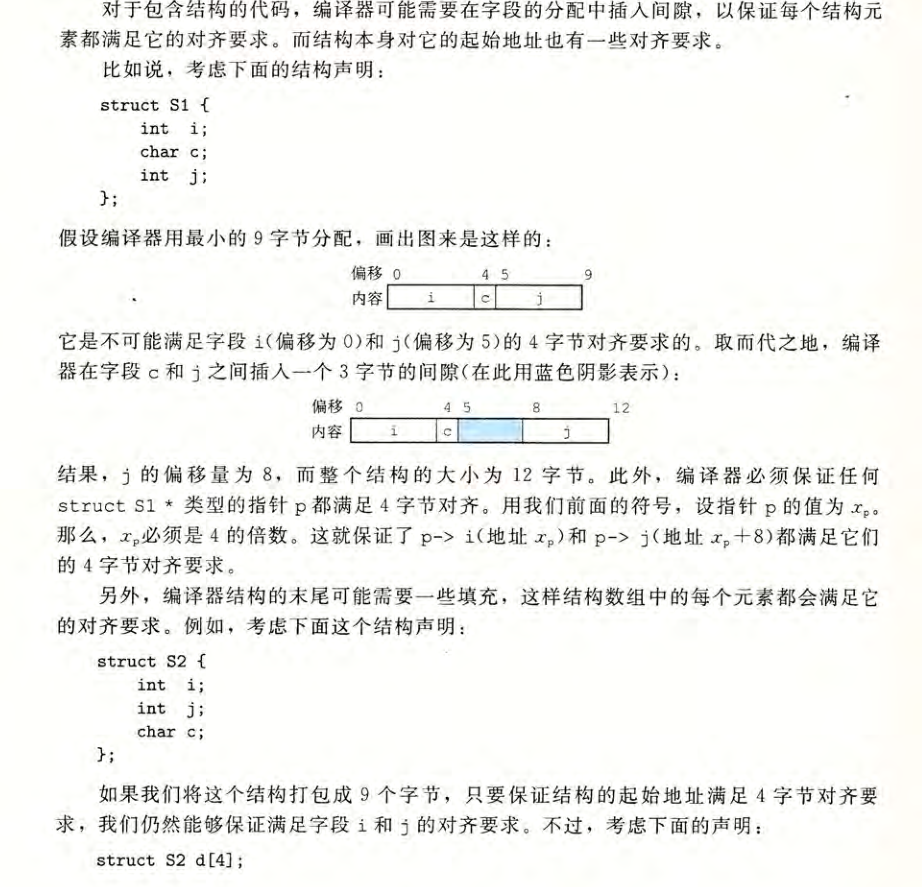 对于包含结构的代码，编译器可能需要在字段的分配中插入间隙，以保证每个结构元
素都满足它的对齐要求。而结构本身对它的起始地址也有一些对齐要求。
比如说，考虑下面的结构声明：
struct S1 {
int i;
char c;
int j;
};
假设编译器用最小的 9 字节分配，画出图来是这样的：
偏移 0 4 5 9
内容 i c j
它是不可能满足字段 i(偏移为 0)和 j(偏移为 5)的 4 字节对齐要求的。取而代之地，编译
器在字段 c 和 j 之间插入一个 3 字节的间隙(在此用蓝色阴影表示)：
偏移 0 4 5 8 12
内容 i c j
结果，j 的偏移量为 8，而整个结构的大小为 12 字节。此外，编译器必须保证任何
struct S1 * 类型的指针 p 都满足 4 字节对齐。用我们前面的符号，设指针 p 的值为 xₚ。
那么，xₚ必须是 4 的倍数。这就保证了 p-> i(地址 xₚ)和 p-> j(地址 xₚ+8)都满足它们
的 4 字节对齐要求。
另外，编译器结构的末尾可能需要一些填充，这样结构数组中的每个元素都会满足它
的对齐要求。例如，考虑下面这个结构声明：
struct S2 {
int i;
int j;
char c;
};
如果我们将这个结构打包成 9 个字节，只要保证结构的起始地址满足 4 字节对齐要
求，我们仍然能够保证满足字段 i 和 j 的对齐要求。不过，考虑下面的声明：
struct S2 d[4];